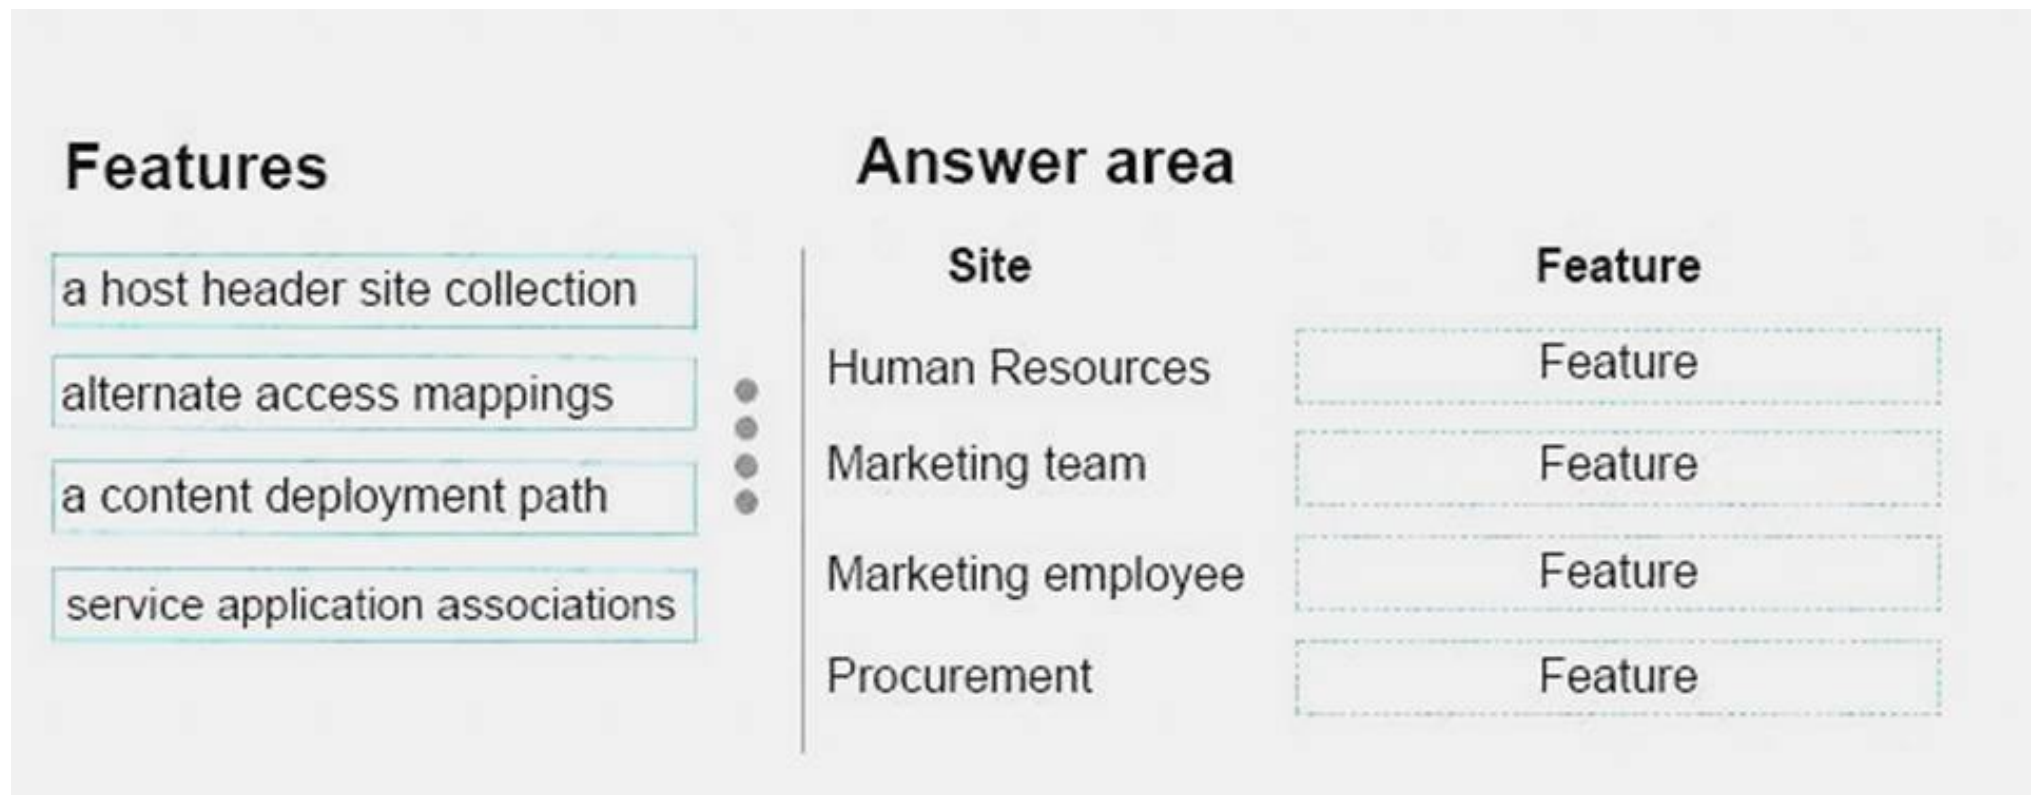 Features
a host header site collection
alternate access mappings
a content deployment path
service application associations
Answer area
Site Feature
Human Resources Feature
Marketing team Feature
Marketing employee Feature
Procurement Feature